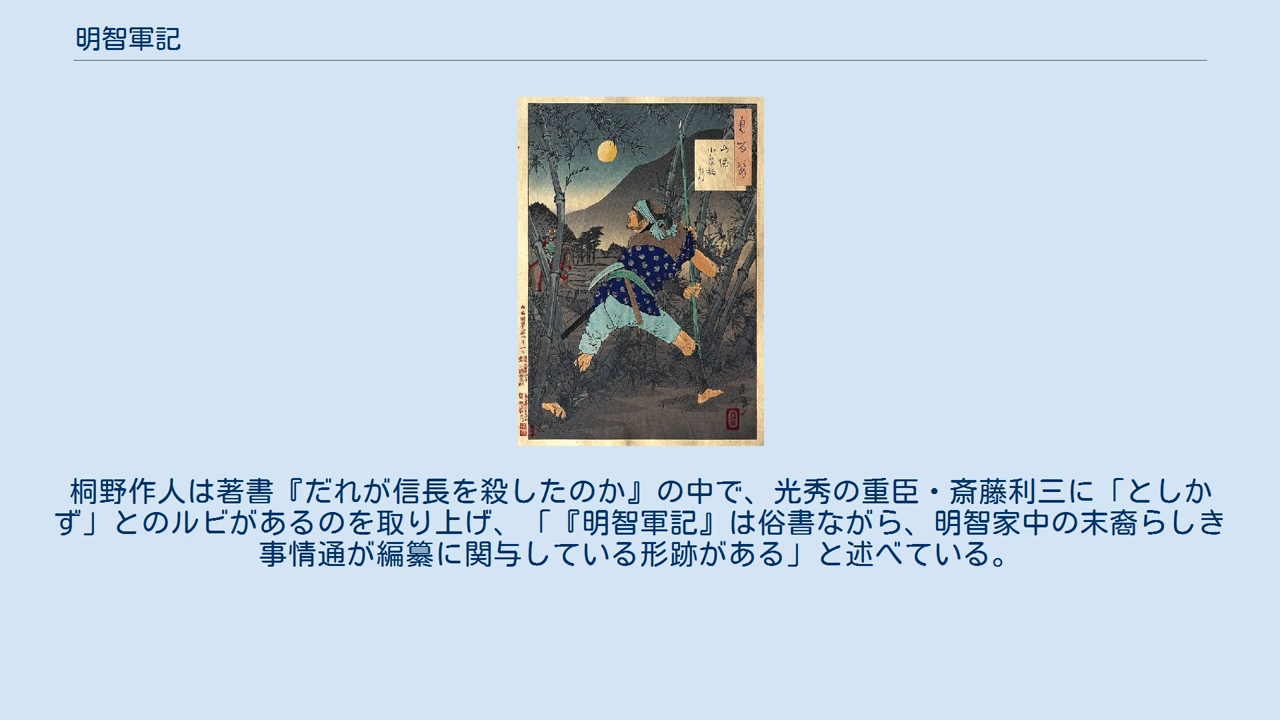 明智軍記
桐野作人は著書『だれが信長を殺したのか』の中で、光秀の重臣・斎藤利三に「としか
ず」とのルビがあるのを取り上げ、「『明智軍記』は俗書ながら、明智家中の末裔らしき
事情通が編纂に関与している形跡がある」と述べている。